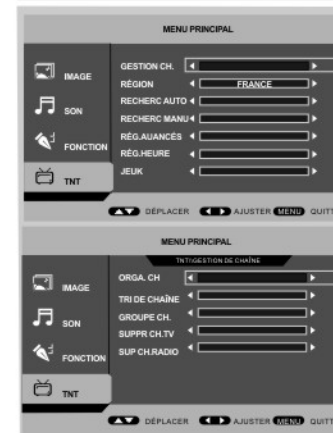 MENU PRINCIPAL
IMAGE
SON
FONCTION
TNT
GESTION CH.
RÉGION FRANCE
RECHERC AUTO
RECHERC MANU
RÉG.AUANCÉS
RÉG.HEURE
JEUK
DÉPLACER AJUSTER MENU QUITT
MENU PRINCIPAL
TNT\GESTION DE CHAÎNE
IMAGE
SON
FONCTION
TNT
ORGA. CH
TRI DE CHAÎNE
GROUPE CH.
SUPPR CH.TV
SUP CH.RADIO
DÉPLACER AJUSTER MENU QUITT